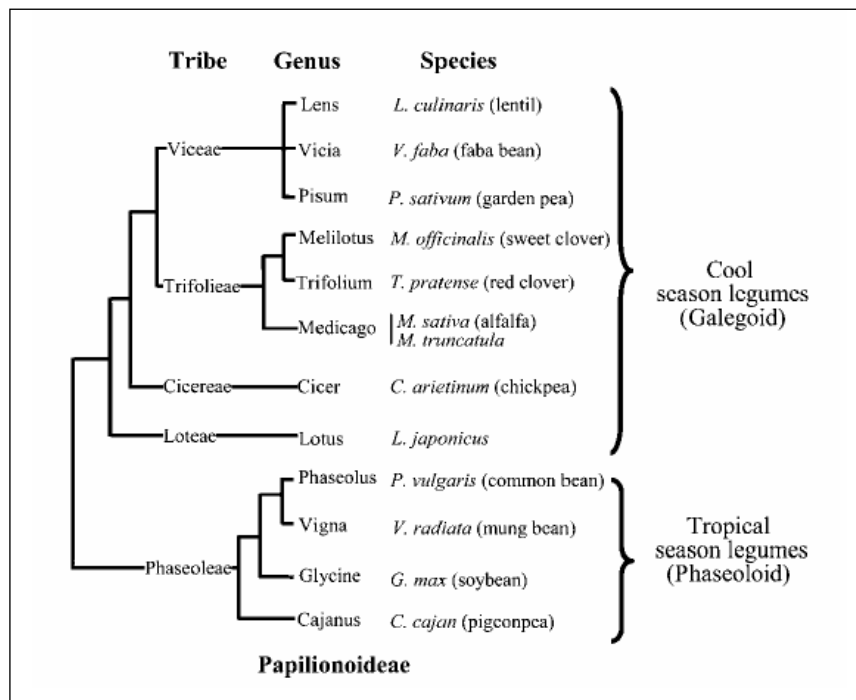 Tribe Genus Species
Lens L. culinaris (lentil)
Viceae Vicia V. faba (faba bean)
Pisum P. sativum (garden pea)
Melilotus M. officinalis (sweet clover)
Trifolieae Trifolium T. pratense (red clover)
Medicago M. sativa (alfalfa)
M. truncatula
Cool
season legumes
(Galegoid)
Cicereae Cicer C. arietinum (chickpea)
Loteae Lotus L. japonicus
Phaseolus P. vulgaris (common bean)
Vigna V. radiata (mung bean)
Phaseoleae Glycine G. max (soybean)
Cajanus C. cajan (pigeonpea)
Tropical
season legumes
(Phaseoloid)
Papilionoideae